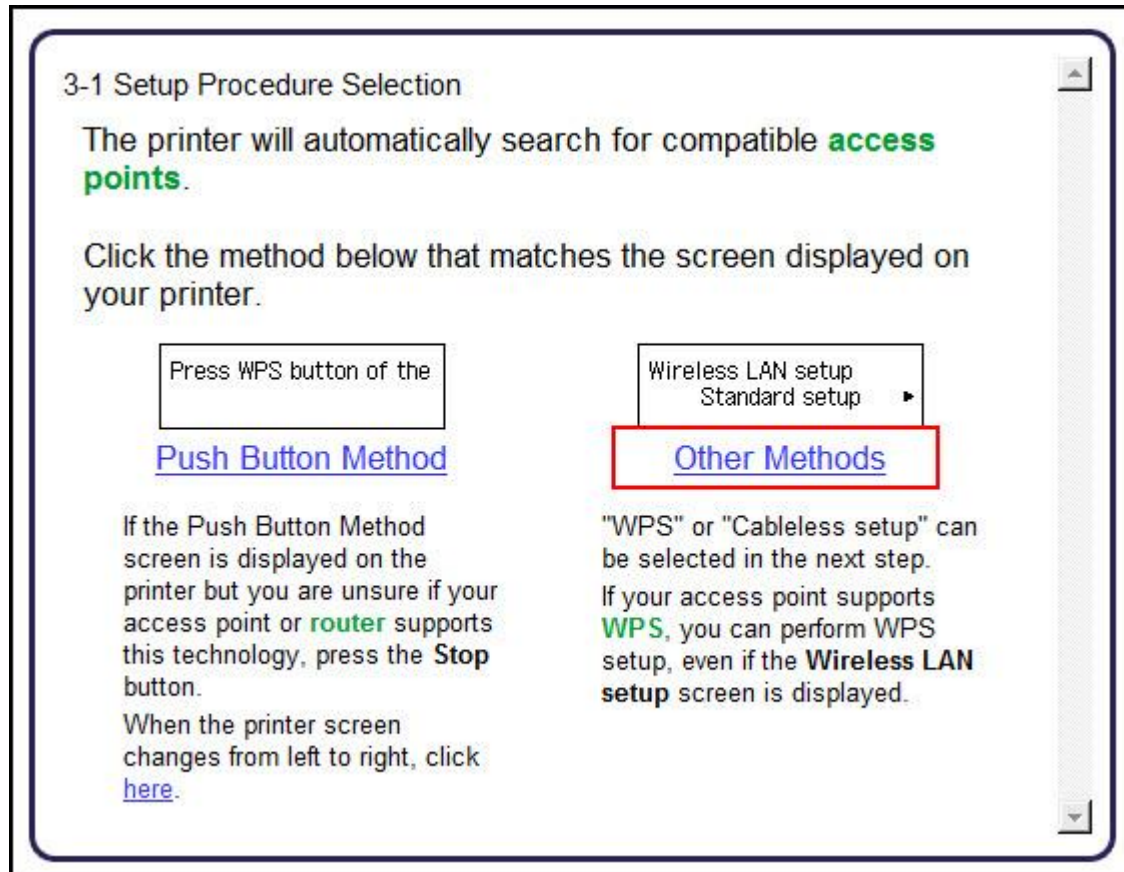 3-1 Setup Procedure Selection
The printer will automatically search for compatible access
points.
Click the method below that matches the screen displayed on
your printer.
Press WPS button of the
Push Button Method
If the Push Button Method
screen is displayed on the
printer but you are unsure if your
access point or router supports
this technology, press the Stop
button.
When the printer screen
changes from left to right, click
here.
Wireless LAN setup
Standard setup
Other Methods
"WPS" or "Cableless setup" can
be selected in the next step.
If your access point supports
WPS, you can perform WPS
setup, even if the Wireless LAN
setup screen is displayed.